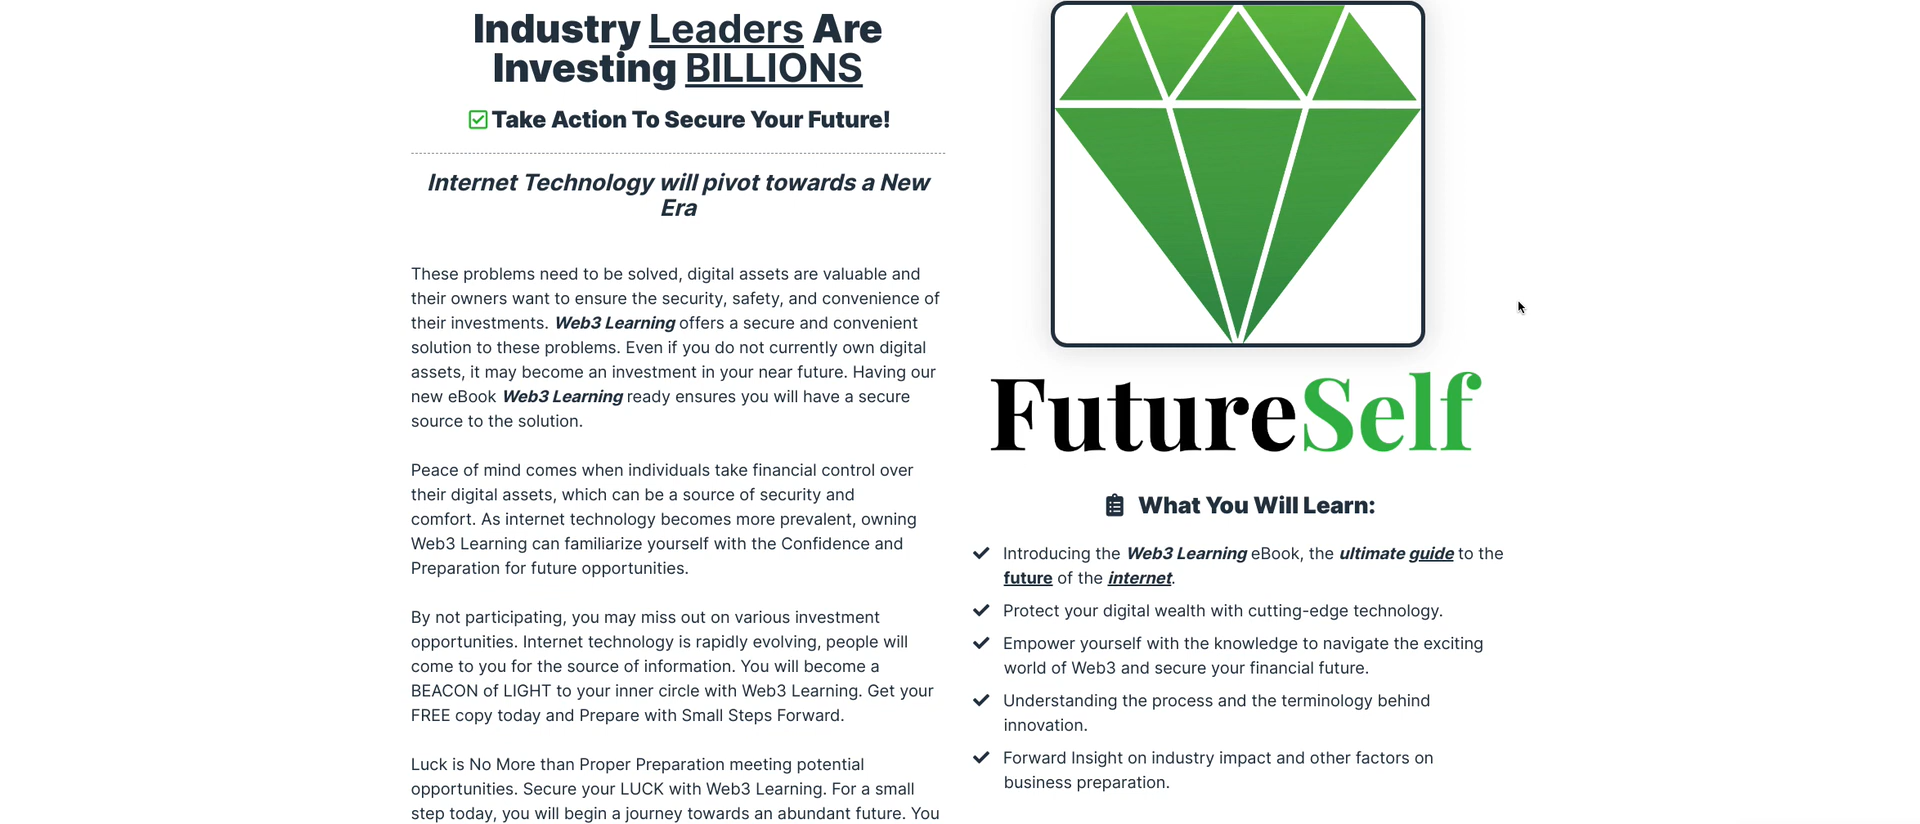 Industry Leaders Are
Investing BILLIONS
Take Action To Secure Your Future!
Internet Technology will pivot towards a New
Era
These problems need to be solved, digital assets are valuable and
their owners want to ensure the security, safety, and convenience of
their investments. Web3 Learning offers a secure and convenient
solution to these problems. Even if you do not currently own digital
assets, it may become an investment in your near future. Having our
new eBook Web3 Learning ready ensures you will have a secure
source to the solution.
Peace of mind comes when individuals take financial control over
their digital assets, which can be a source of security and
comfort. As internet technology becomes more prevalent, owning
Web3 Learning can familiarize yourself with the Confidence and
Preparation for future opportunities.
By not participating, you may miss out on various investment
opportunities. Internet technology is rapidly evolving, people will
come to you for the source of information. You will become a
BEACON of LIGHT to your inner circle with Web3 Learning. Get your
FREE copy today and Prepare with Small Steps Forward.
Luck is No More than Proper Preparation meeting potential
opportunities. Secure your LUCK with Web3 Learning. For a small
step today, you will begin a journey towards an abundant future. You
FutureSelf
What You Will Learn:
Introducing the Web3 Learning eBook, the ultimate guide to the
future of the internet.
Protect your digital wealth with cutting-edge technology.
Empower yourself with the knowledge to navigate the exciting
world of Web3 and secure your financial future.
Understanding the process and the terminology behind
innovation.
Forward Insight on industry impact and other factors on
business preparation.